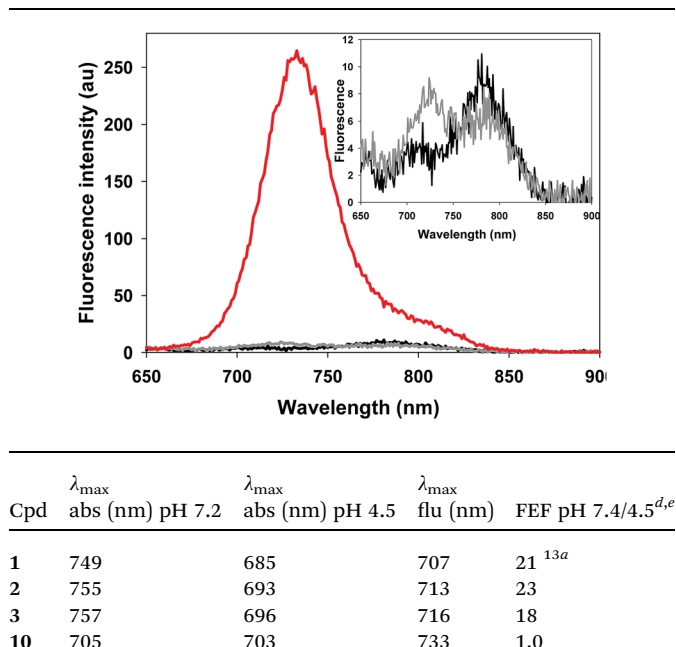 250
200
150
100
50
0
Fluorescence intensity (au)
650 700 750 800 850 900
Wavelength (nm)
12
10
8
6
4
2
0
Fluorescence
650 700 750 800 850 900
Wavelength (nm)
λmax λmax λmax
Cpd abs (nm) pH 7.2 abs (nm) pH 4.5 flu (nm) FEF pH 7.4/4.5d,e
1 749 685 707 21 13a
2 755 693 713 23
3 757 696 716 18
10 705 703 733 1.0